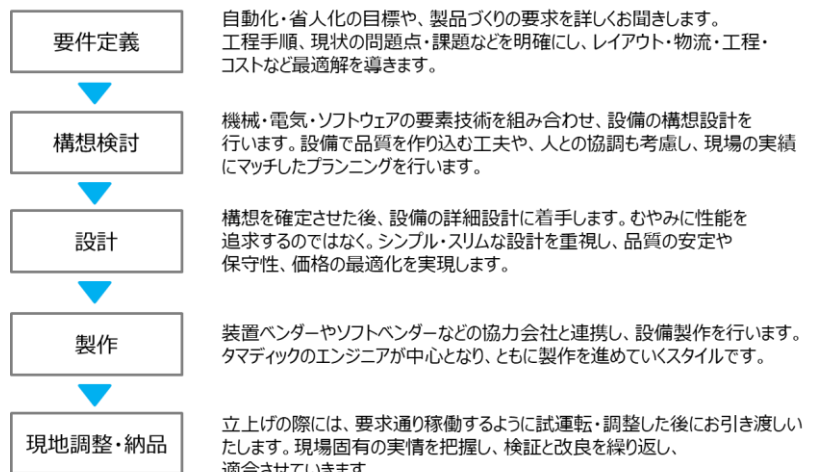 要件定義
自動化・省人化の目標や、製品づくりの要求を詳しくお聞きします。
工程手順、現状の問題点・課題などを明確にし、レイアウト・物流・工程・
コストなど最適解を導きます。
構想検討
機械・電気・ソフトウェアの要素技術を組み合わせ、設備の構想設計を
行います。設備で品質を作り込む工夫や、人との協調も考慮し、現場の実績
にマッチしたプランニングを行います。
設計
構想を確定させた後、設備の詳細設計に着手します。むやみに性能を
追求するのではなく。シンプル・スリムな設計を重視し、品質の安定や
保守性、価格の最適化を実現します。
製作
装置ベンダーやソフトベンダーなどの協力会社と連携し、設備製作を行います。
タマディックのエンジニアが中心となり、ともに製作を進めていくスタイルです。
現地調整・納品
立上げの際には、要求通り稼働するように試運転・調整した後にお引き渡しい
たします。現場固有の実情を把握し、検証と改良を繰り返し、
適合させていきます。